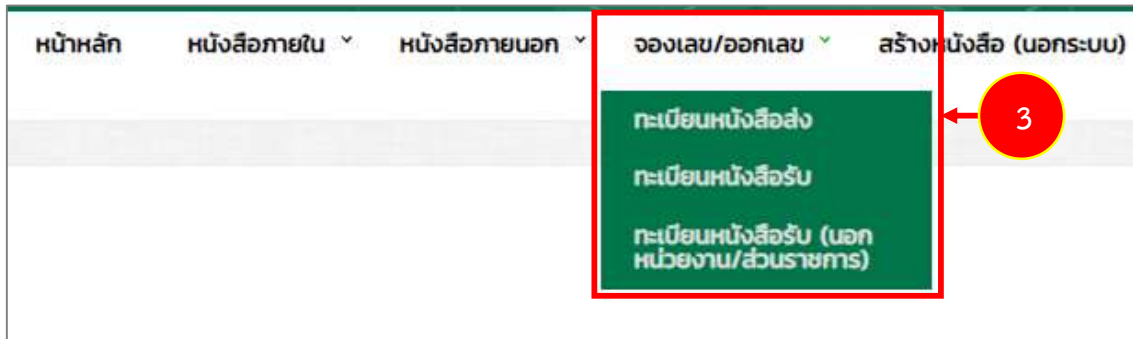 หน้าหลัก หนังสือภายใน หนังสือภายนอก จองเลข/ออกเลข สร้างหนังสือ (นอกระบบ)
ทะเบียนหนังสือส่ง
3
ทะเบียนหนังสือรับ
ทะเบียนหนังสือรับ (นอก
หน่วยงาน/ส่วนราชการ)